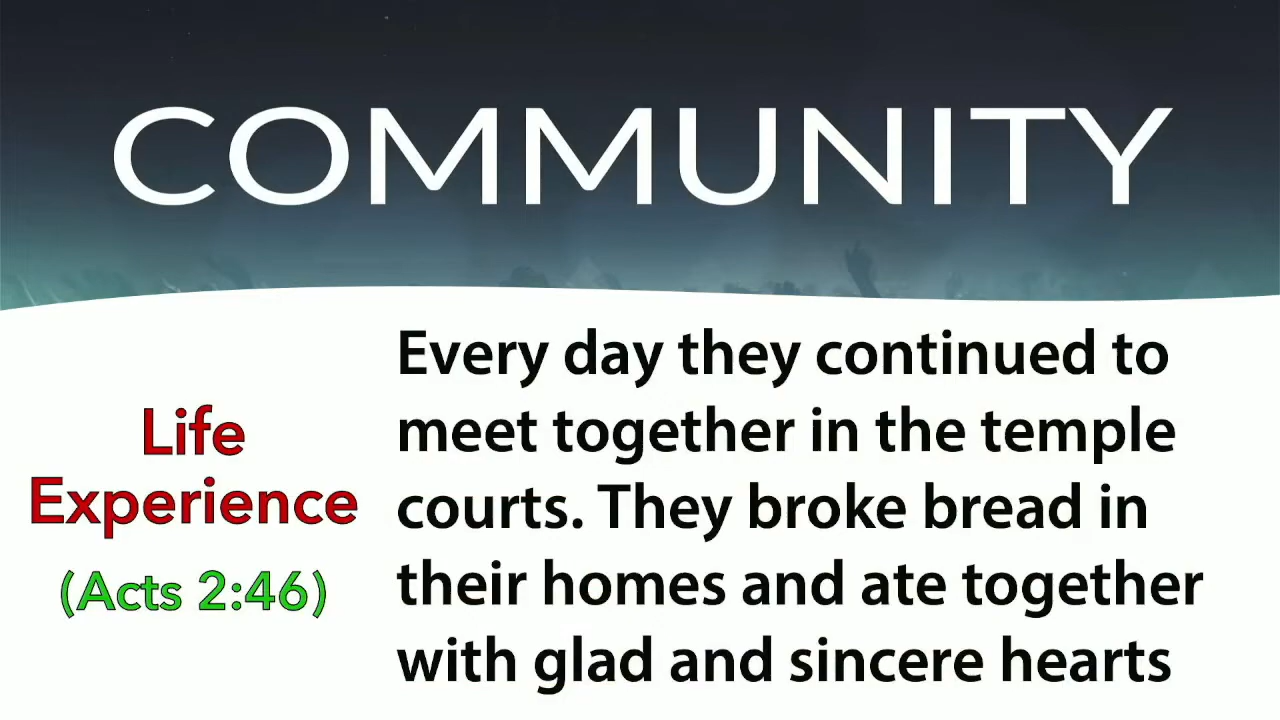 COMMUNITY
Life
Experience
(Acts 2:46)
Every day they continued to
meet together in the temple
courts. They broke bread in
their homes and ate together
with glad and sincere hearts